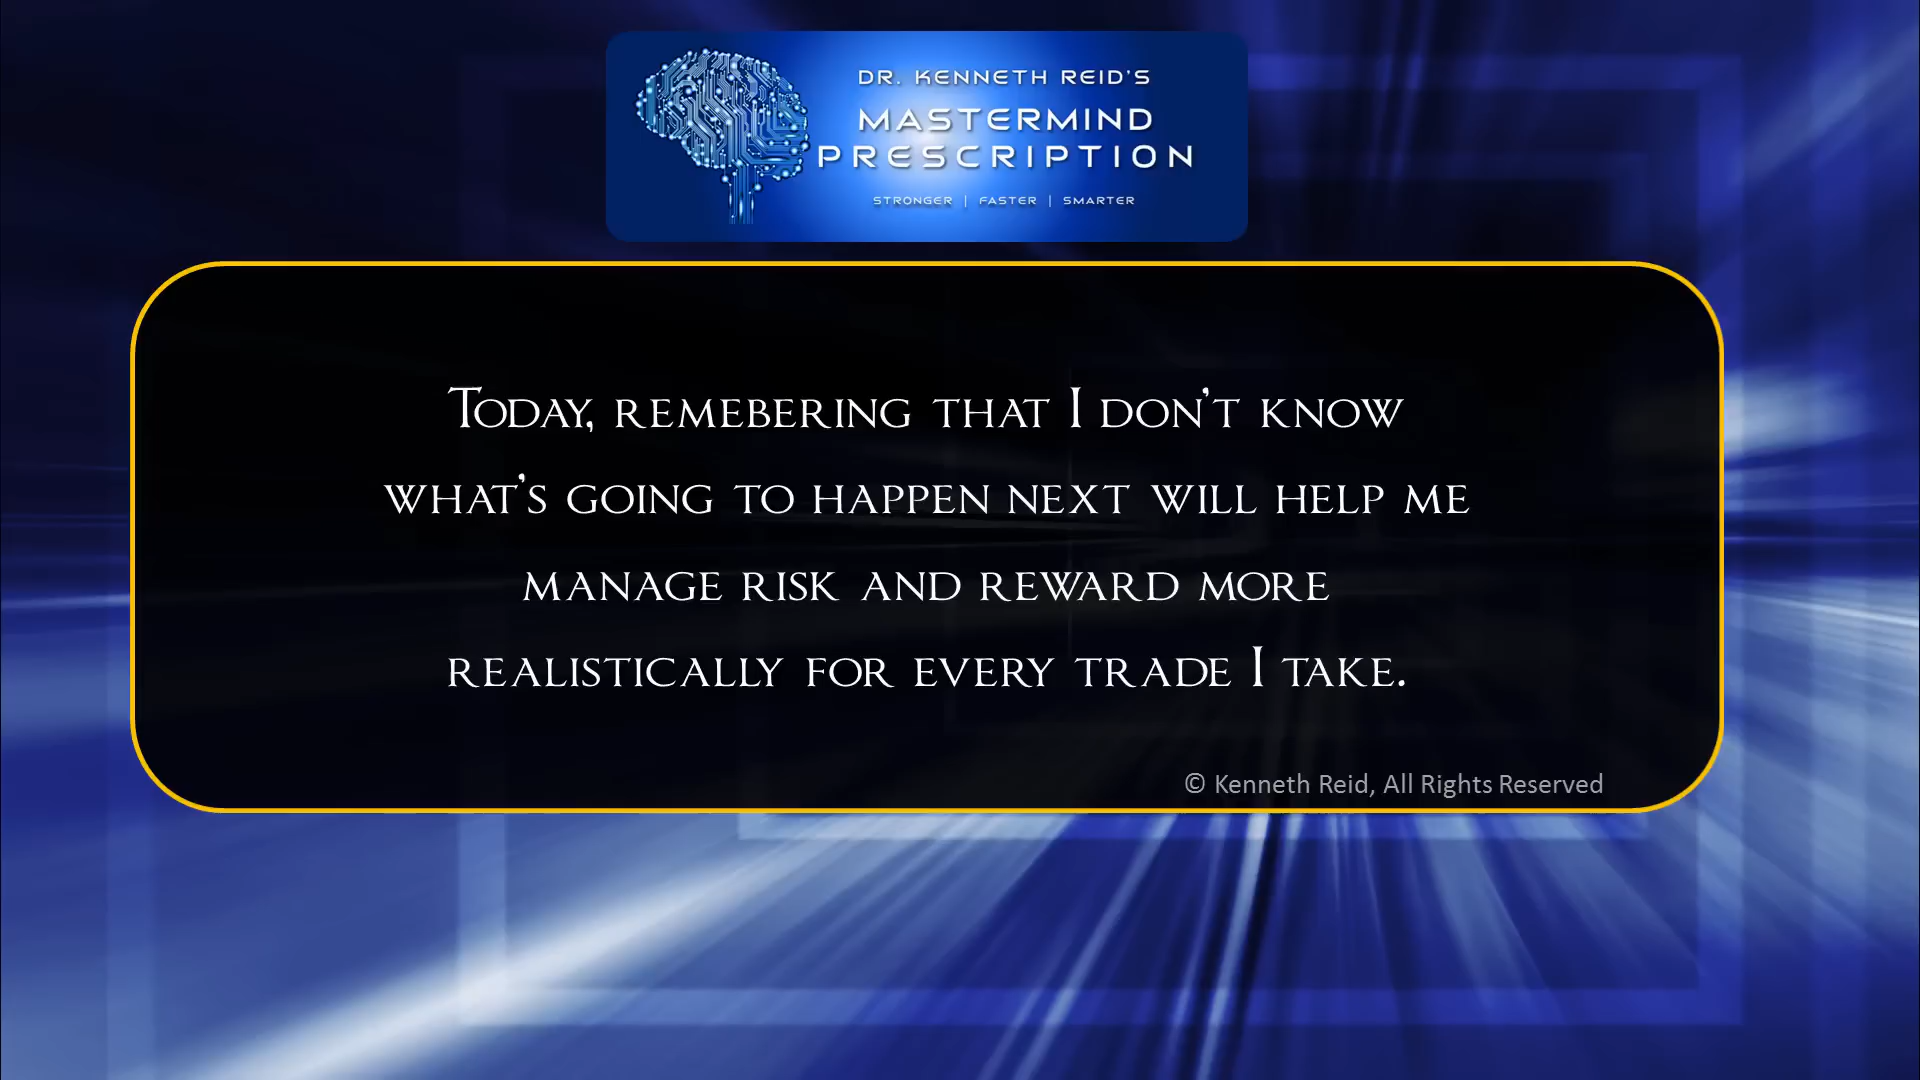 DR. KENNETH REID'S
MASTERMIND
PRESCRIPTION
STRONGER | FASTER | SMARTER
TODAY, REMEBERING THAT I DON'T KNOW
WHAT'S GOING TO HAPPEN NEXT WILL HELP ME
MANAGE RISK AND REWARD MORE
REALISTICALLY FOR EVERY TRADE I TAKE.
© Kenneth Reid, All Rights Reserved